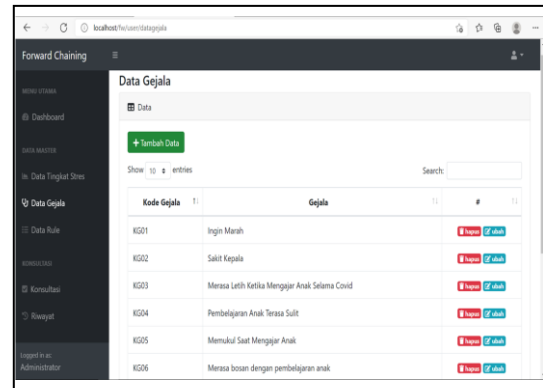 localhost/fw/user/datagejala
Forward Chaining
MENU UTAMA
Dashboard
DATA MASTER
Data Tingkat Stres
Data Gejala
Data Rule
KONSULTASI
Konsultasi
Riwayat
Logged in as:
Administrator
Data Gejala
Data
+ Tambah Data
Show 10 entries
Search:
Kode Gejala Gejala #
KG01 Ingin Marah hapus ubah
KG02 Sakit Kepala hapus ubah
KG03 Merasa Letih Ketika Mengajar Anak Selama Covid hapus ubah
KG04 Pembelajaran Anak Terasa Sulit hapus ubah
KG05 Memukul Saat Mengajar Anak hapus ubah
KG06 Merasa bosan dengan pembelajaran anak hapus ubah